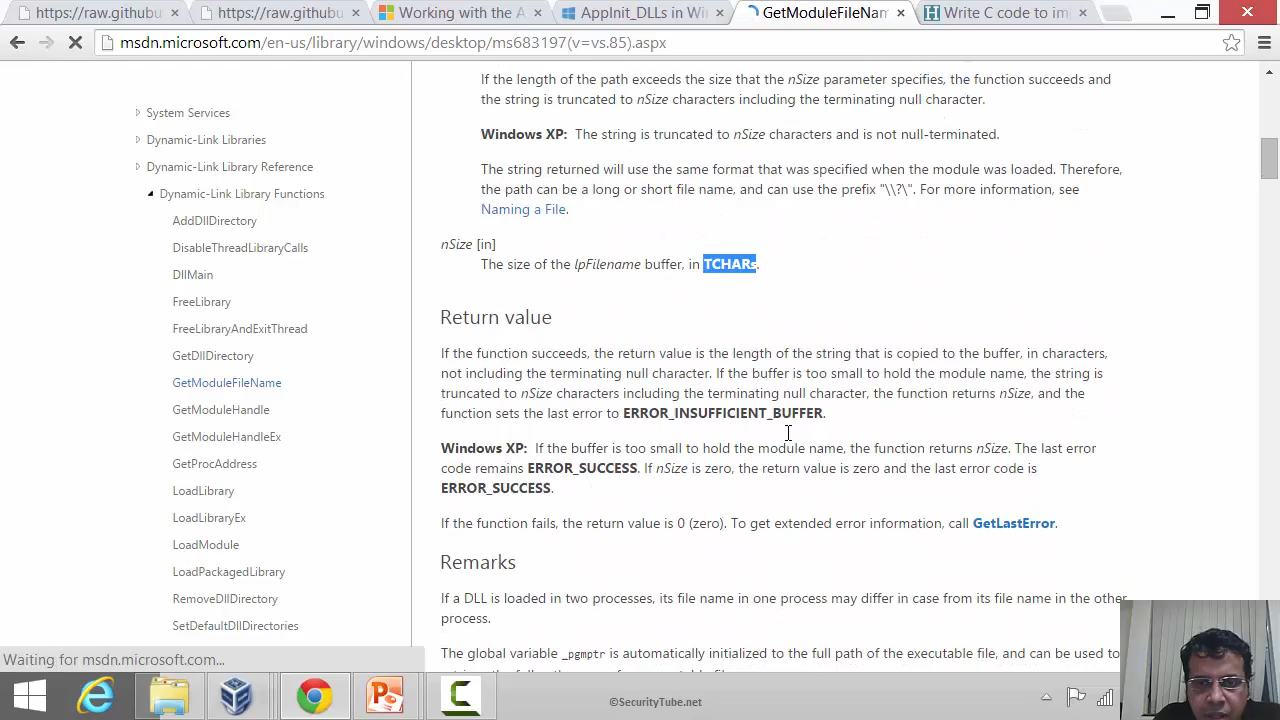 https://raw.githubu
https://raw.githubu
Working with the A
AppInit_DLLs in Wi
GetModuleFileNam
Write C code to im
msdn.microsoft.com/en-us/library/windows/desktop/ms683197(v=vs.85).aspx
System Services
Dynamic-Link Libraries
Dynamic-Link Library Reference
Dynamic-Link Library Functions
AddDllDirectory
DisableThreadLibraryCalls
DllMain
FreeLibrary
FreeLibraryAndExitThread
GetDllDirectory
GetModuleFileName
GetModuleHandle
GetModuleHandleEx
GetProcAddress
LoadLibrary
LoadLibraryEx
LoadModule
LoadPackagedLibrary
RemoveDllDirectory
SetDefaultDllDirectories
If the length of the path exceeds the size that the nSize parameter specifies, the function succeeds and
the string is truncated to nSize characters including the terminating null character.
Windows XP: The string is truncated to nSize characters and is not null-terminated.
The string returned will use the same format that was specified when the module was loaded. Therefore,
the path can be a long or short file name, and can use the prefix "\\?\". For more information, see
Naming a File.
nSize [in]
The size of the lpFilename buffer, in TCHARs.
Return value
If the function succeeds, the return value is the length of the string that is copied to the buffer, in characters,
not including the terminating null character. If the buffer is too small to hold the module name, the string is
truncated to nSize characters including the terminating null character, the function returns nSize, and the
function sets the last error to ERROR_INSUFFICIENT_BUFFER.
Windows XP: If the buffer is too small to hold the module name, the function returns nSize. The last error
code remains ERROR_SUCCESS. If nSize is zero, the return value is zero and the last error code is
ERROR_SUCCESS.
If the function fails, the return value is 0 (zero). To get extended error information, call GetLastError.
Remarks
If a DLL is loaded in two processes, its file name in one process may differ in case from its file name in the other
process.
The global variable _pgmptr is automatically initialized to the full path of the executable file, and can be used to
Waiting for msdn.microsoft.com...
©SecurityTube.net